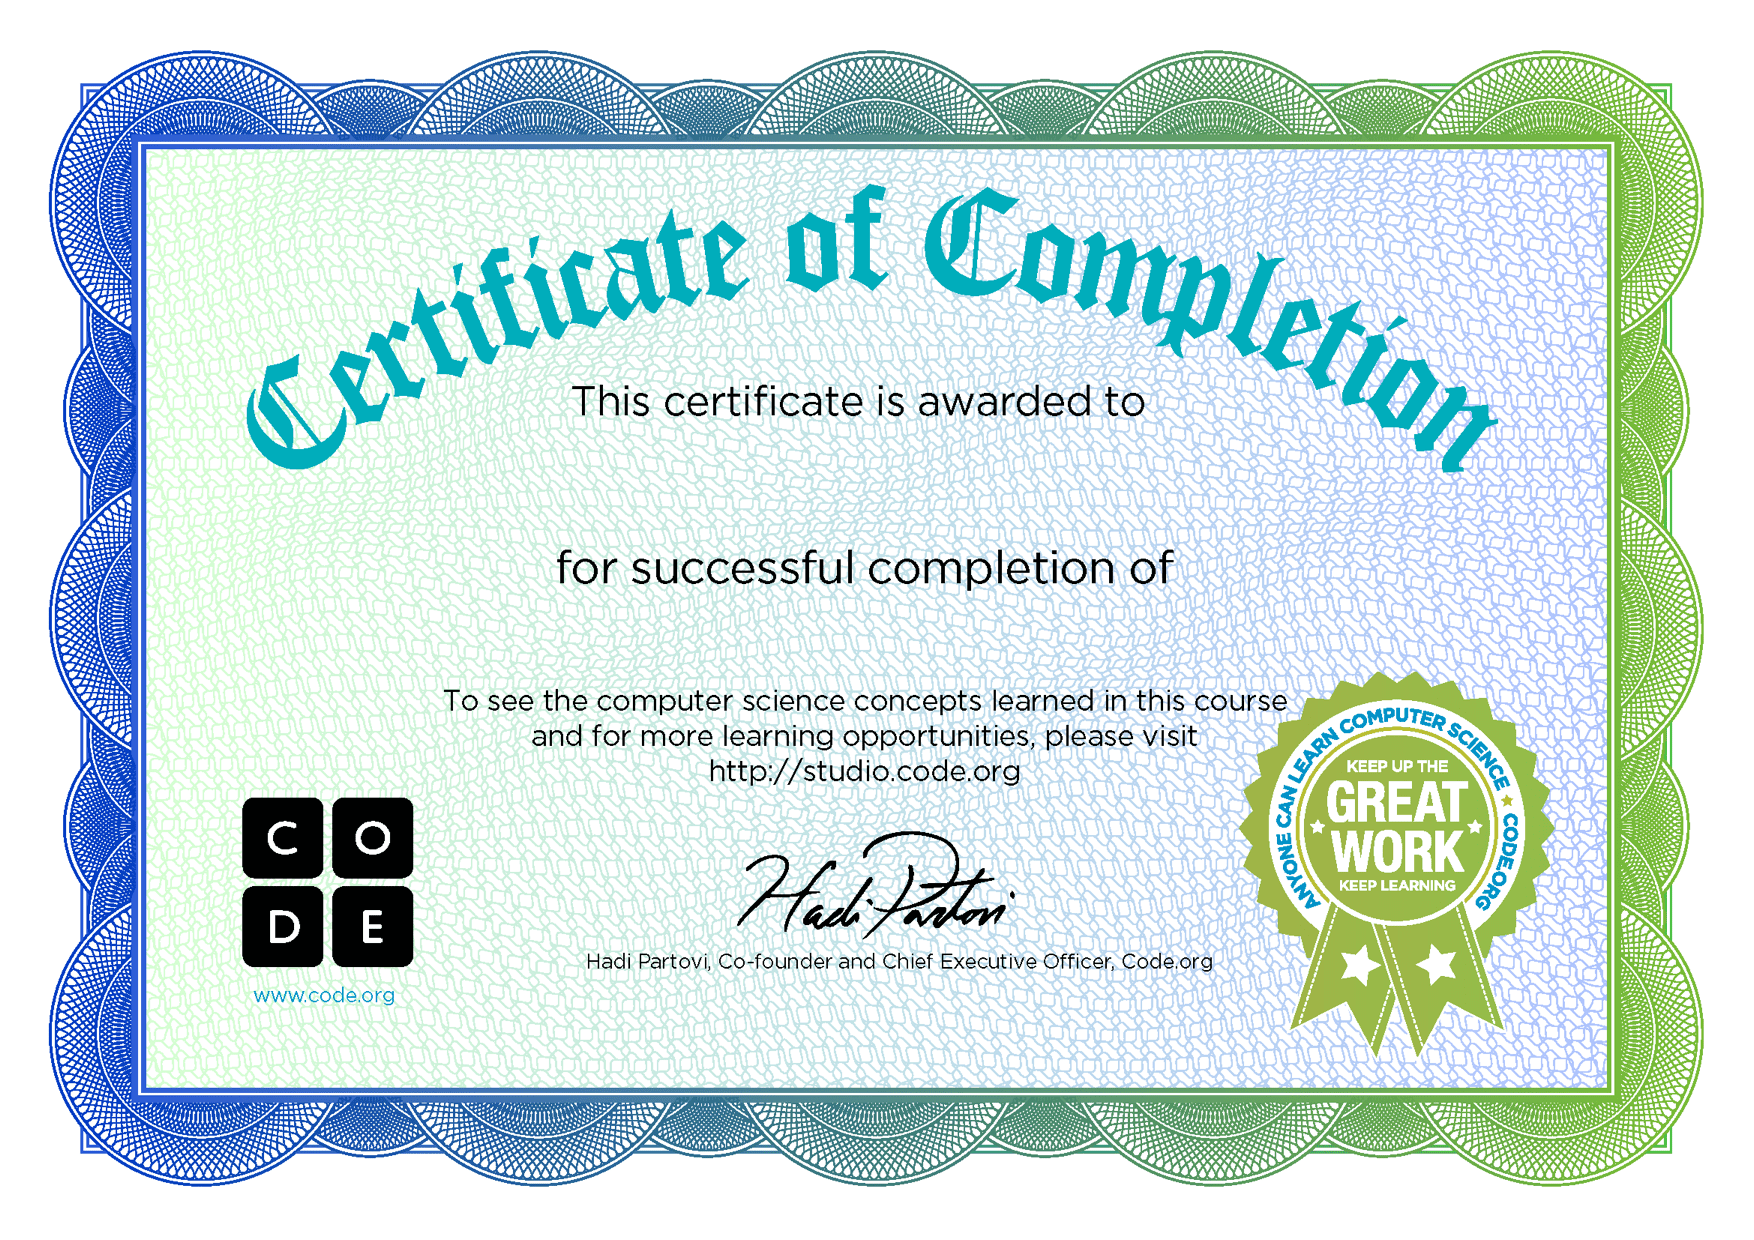 Certificate of Completion
This certificate is awarded to
for successful completion of
To see the computer science concepts learned in this course
and for more learning opportunities, please visit
http://studio.code.org
C O
D E
www.code.org
Hadi Partovi
Hadi Partovi, Co-founder and Chief Executive Officer, Code.org
ANYONE CAN LEARN COMPUTER SCIENCE ★ CODE.ORG
KEEP UP THE
GREAT
WORK
KEEP LEARNING